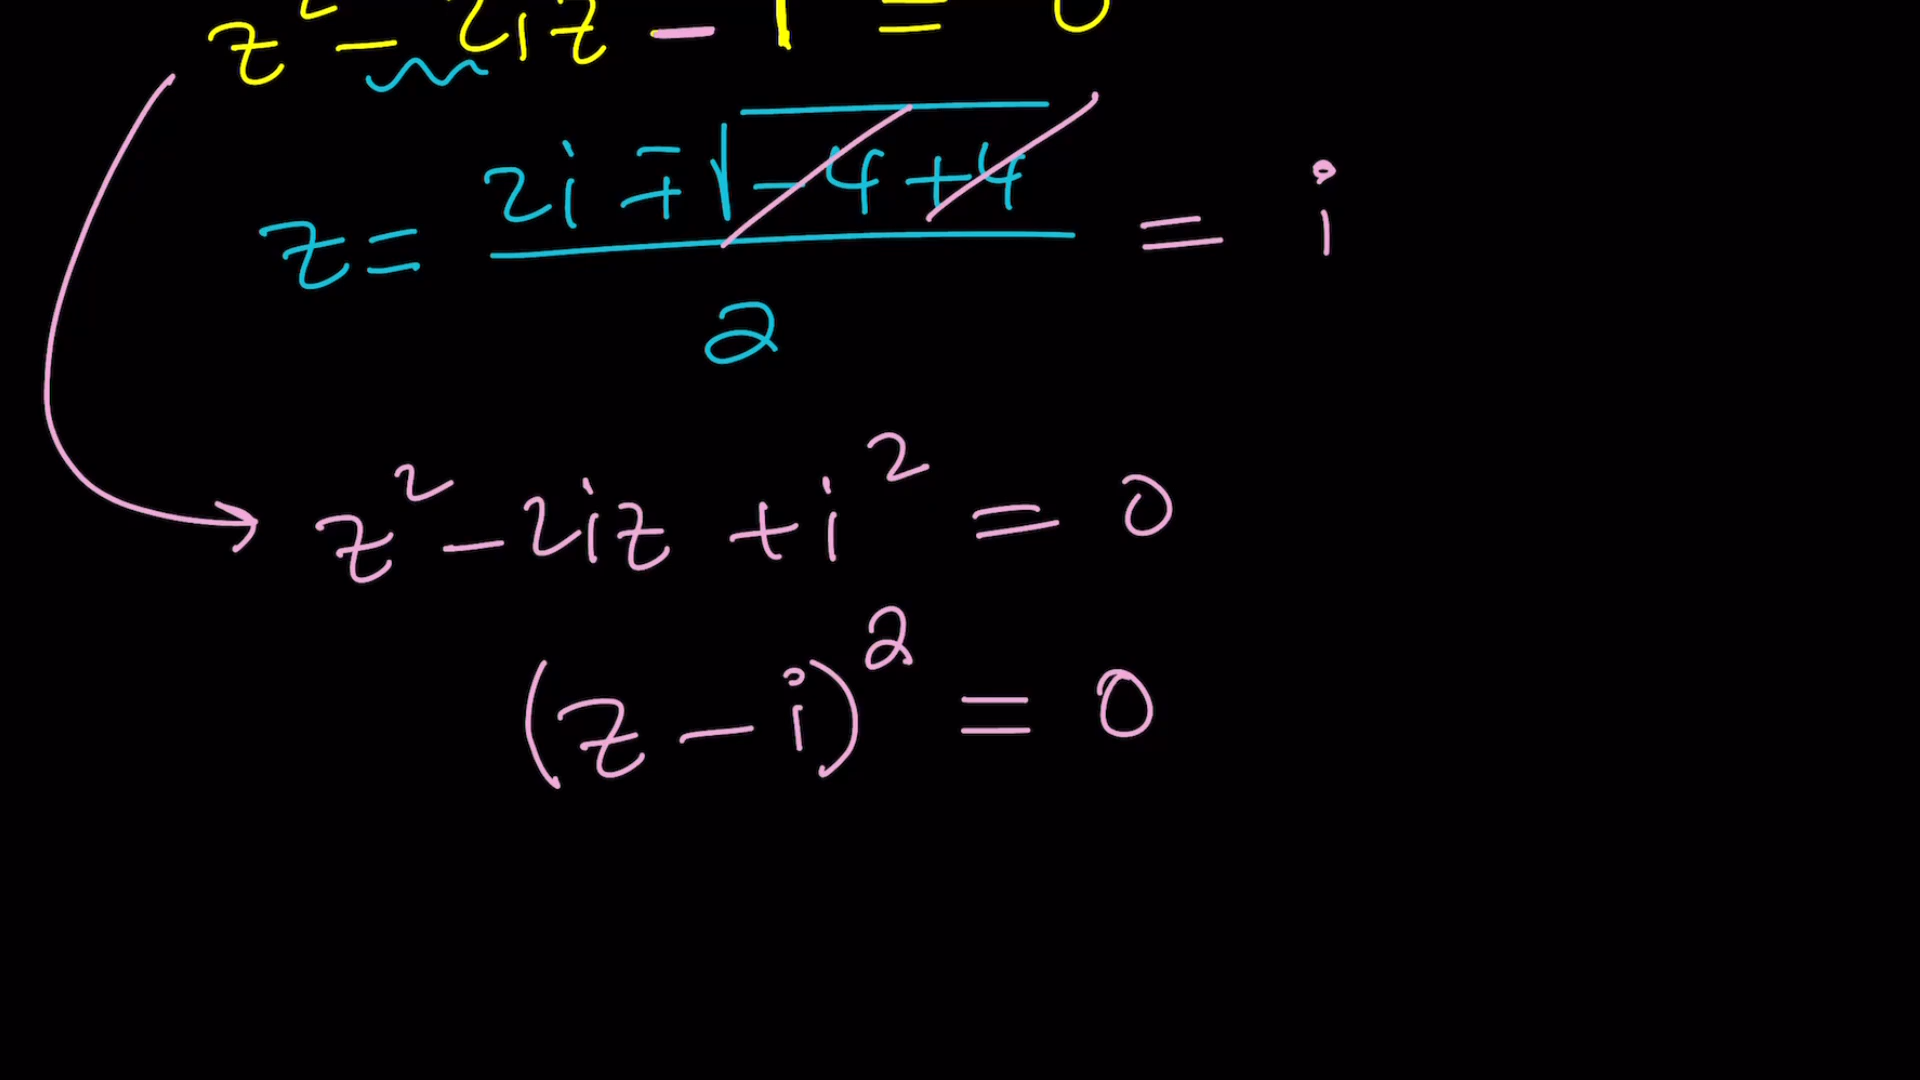 z² - 2iz - 1 = 0
z = (2i ∓ √(-4+4))/2 = i
z² - 2iz + i² = 0
(z - i)² = 0